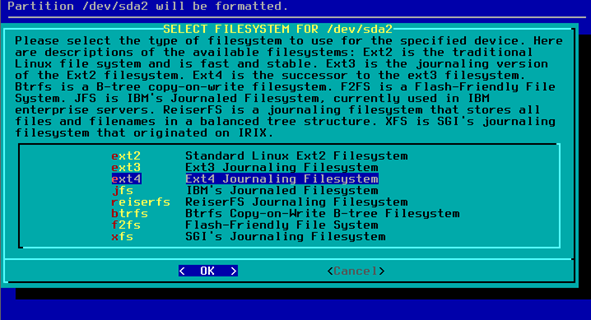 Partition /dev/sda2 will be formatted.
SELECT FILESYSTEM FOR /dev/sda2
Please select the type of filesystem to use for the specified device. Here
are descriptions of the available filesystems: Ext2 is the traditional
Linux file system and is fast and stable. Ext3 is the journaling version
of the Ext2 filesystem. Ext4 is the successor to the ext3 filesystem.
Btrfs is a B-tree copy-on-write filesystem. F2FS is a Flash-Friendly File
System. JFS is IBM's Journaled Filesystem, currently used in IBM
enterprise servers. ReiserFS is a journaling filesystem that stores all
files and filenames in a balanced tree structure. XFS is SGI's journaling
filesystem that originated on IRIX.
ext2 Standard Linux Ext2 Filesystem
ext3 Ext3 Journaling Filesystem
ext4 Ext4 Journaling Filesystem
jfs IBM's Journaled Filesystem
reiserfs ReiserFS Journaling Filesystem
btrfs Btrfs Copy-on-Write B-tree Filesystem
f2fs Flash-Friendly File System
xfs SGI's Journaling Filesystem
< OK > <Cancel>